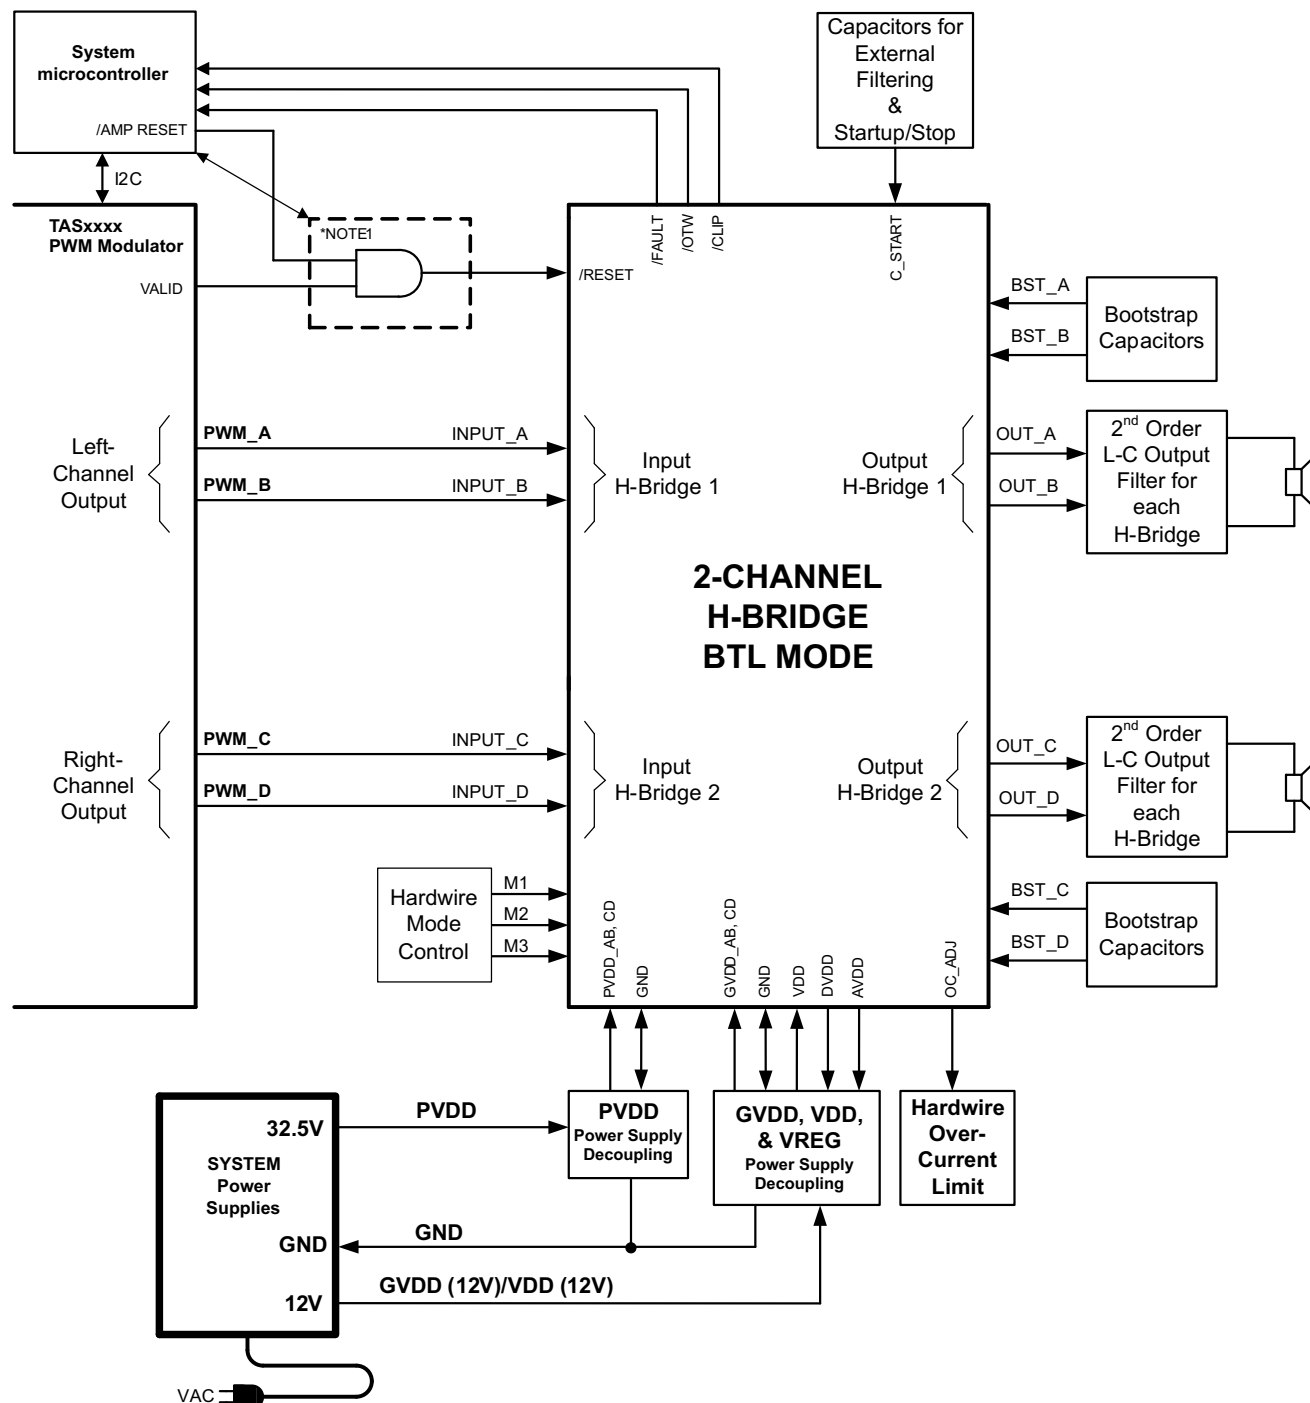 System
microcontroller
/AMP RESET
I2C
TASxxxx
PWM Modulator
VALID
*NOTE1
/RESET
/FAULT
/OTW
/CLIP
Capacitors for
External
Filtering
&
Startup/Stop
C_START
BST_A
BST_B
Bootstrap
Capacitors
Left-
Channel
Output
PWM_A
PWM_B
INPUT_A
INPUT_B
Input
H-Bridge 1
Output
H-Bridge 1
OUT_A
OUT_B
2nd Order
L-C Output
Filter for
each
H-Bridge
2-CHANNEL
H-BRIDGE
BTL MODE
Right-
Channel
Output
PWM_C
PWM_D
INPUT_C
INPUT_D
Input
H-Bridge 2
Output
H-Bridge 2
OUT_C
OUT_D
2nd Order
L-C Output
Filter for
each
H-Bridge
Hardwire
Mode
Control
M1
M2
M3
PVDD_AB, CD
GND
GVDD_AB, CD
GND
VDD
DVDD
AVDD
OC_ADJ
BST_C
BST_D
Bootstrap
Capacitors
32.5V
SYSTEM
Power
Supplies
GND
12V
PVDD
PVDD
Power Supply
Decoupling
GVDD, VDD,
& VREG
Power Supply
Decoupling
Hardwire
Over-
Current
Limit
GND
GVDD (12V)/VDD (12V)
VAC